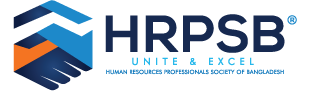 HRPSB®
UNITE & EXCEL
HUMAN RESOURCES PROFESSIONALS SOCIETY OF BANGLADESH